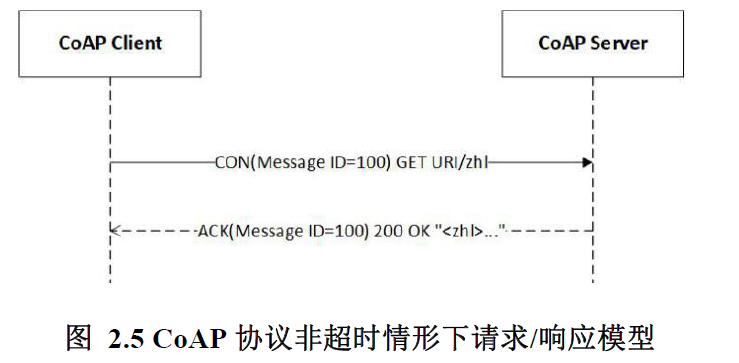 CoAP Client
CoAP Server
CON(Message ID=100) GET URI/zhl
ACK(Message ID=100) 200 OK "<zhl>..."
图 2.5 CoAP 协议非超时情形下请求/响应模型